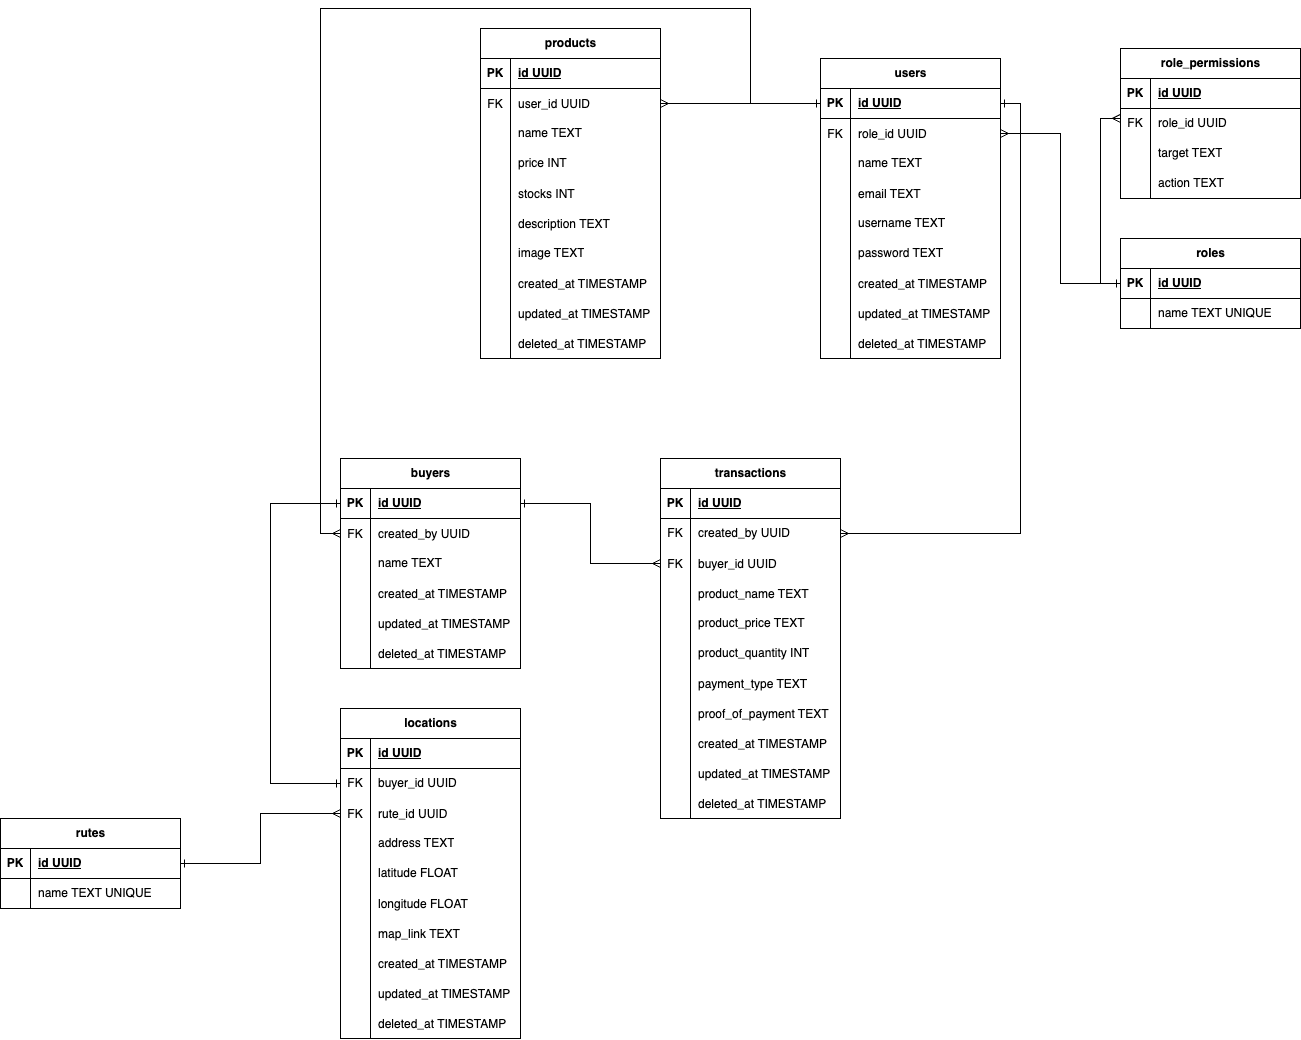 products
PK id UUID
FK user_id UUID
name TEXT
price INT
stocks INT
description TEXT
image TEXT
created_at TIMESTAMP
updated_at TIMESTAMP
deleted_at TIMESTAMP
users
PK id UUID
FK role_id UUID
name TEXT
email TEXT
username TEXT
password TEXT
created_at TIMESTAMP
updated_at TIMESTAMP
deleted_at TIMESTAMP
role_permissions
PK id UUID
FK role_id UUID
target TEXT
action TEXT
roles
PK id UUID
name TEXT UNIQUE
buyers
PK id UUID
FK created_by UUID
name TEXT
created_at TIMESTAMP
updated_at TIMESTAMP
deleted_at TIMESTAMP
transactions
PK id UUID
FK created_by UUID
FK buyer_id UUID
product_name TEXT
product_price TEXT
product_quantity INT
payment_type TEXT
proof_of_payment TEXT
created_at TIMESTAMP
updated_at TIMESTAMP
deleted_at TIMESTAMP
locations
PK id UUID
FK buyer_id UUID
FK rute_id UUID
address TEXT
latitude FLOAT
longitude FLOAT
map_link TEXT
created_at TIMESTAMP
updated_at TIMESTAMP
deleted_at TIMESTAMP
rutes
PK id UUID
name TEXT UNIQUE